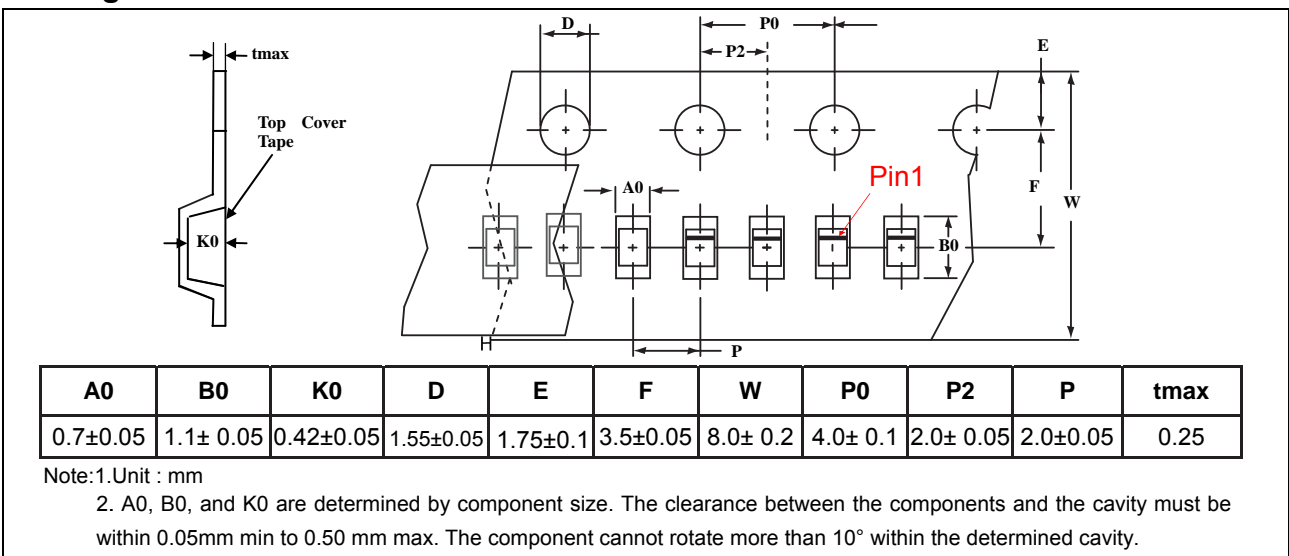 D
P0
P2
E
tmax
Top Cover
Tape
Pin1
A0
F
W
K0
B0
H
P
A0 B0 K0 D E F W P0 P2 P tmax
0.7±0.05 1.1± 0.05 0.42±0.05 1.55±0.05 1.75±0.1 3.5±0.05 8.0± 0.2 4.0± 0.1 2.0± 0.05 2.0±0.05 0.25
Note:1.Unit : mm
2. A0, B0, and K0 are determined by component size. The clearance between the components and the cavity must be
within 0.05mm min to 0.50 mm max. The component cannot rotate more than 10° within the determined cavity.